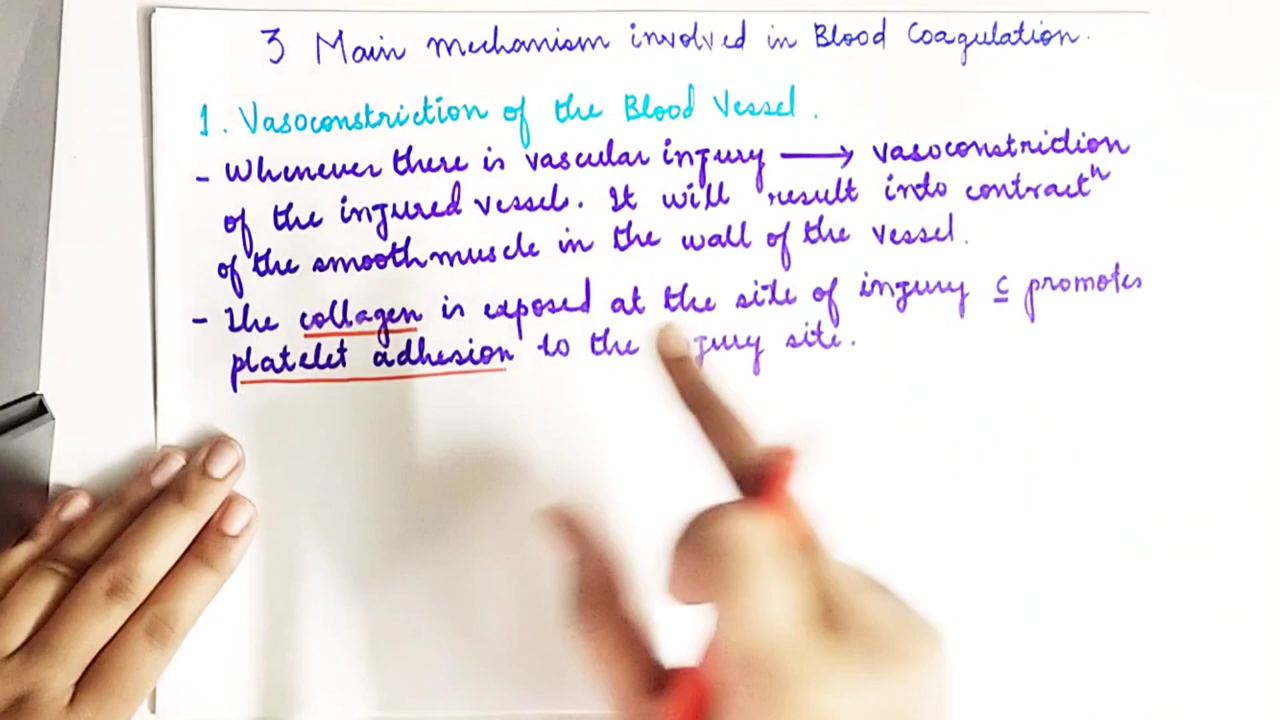 3 Main mechanism involved in Blood Coagulation.
1. Vasoconstriction of the Blood Vessel.
- Whenever there is vascular injury → vasoconstriction
of the injured vessel. It will result into contractⁿ
of the smooth muscle in the wall of the vessel.
- The collagen is exposed at the site of injury c̲ promotes
platelet adhesion to the site.